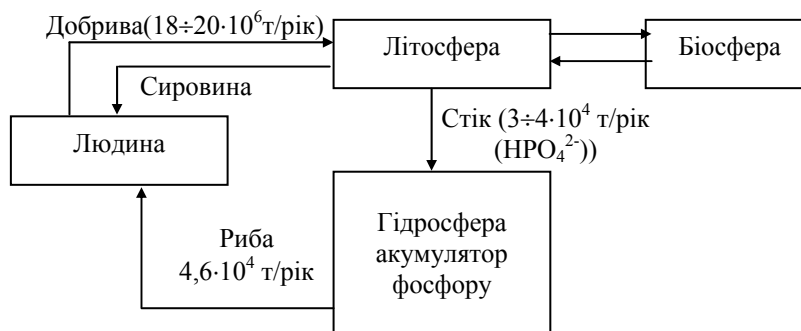 Добрива(18÷20·10⁶т/рік)
Літосфера
Біосфера
Сировина
Людина
Стік (3÷4·10⁴ т/рік
(HPO₄²⁻))
Гідросфера
акумулятор
фосфору
Риба
4,6·10⁴ т/рік